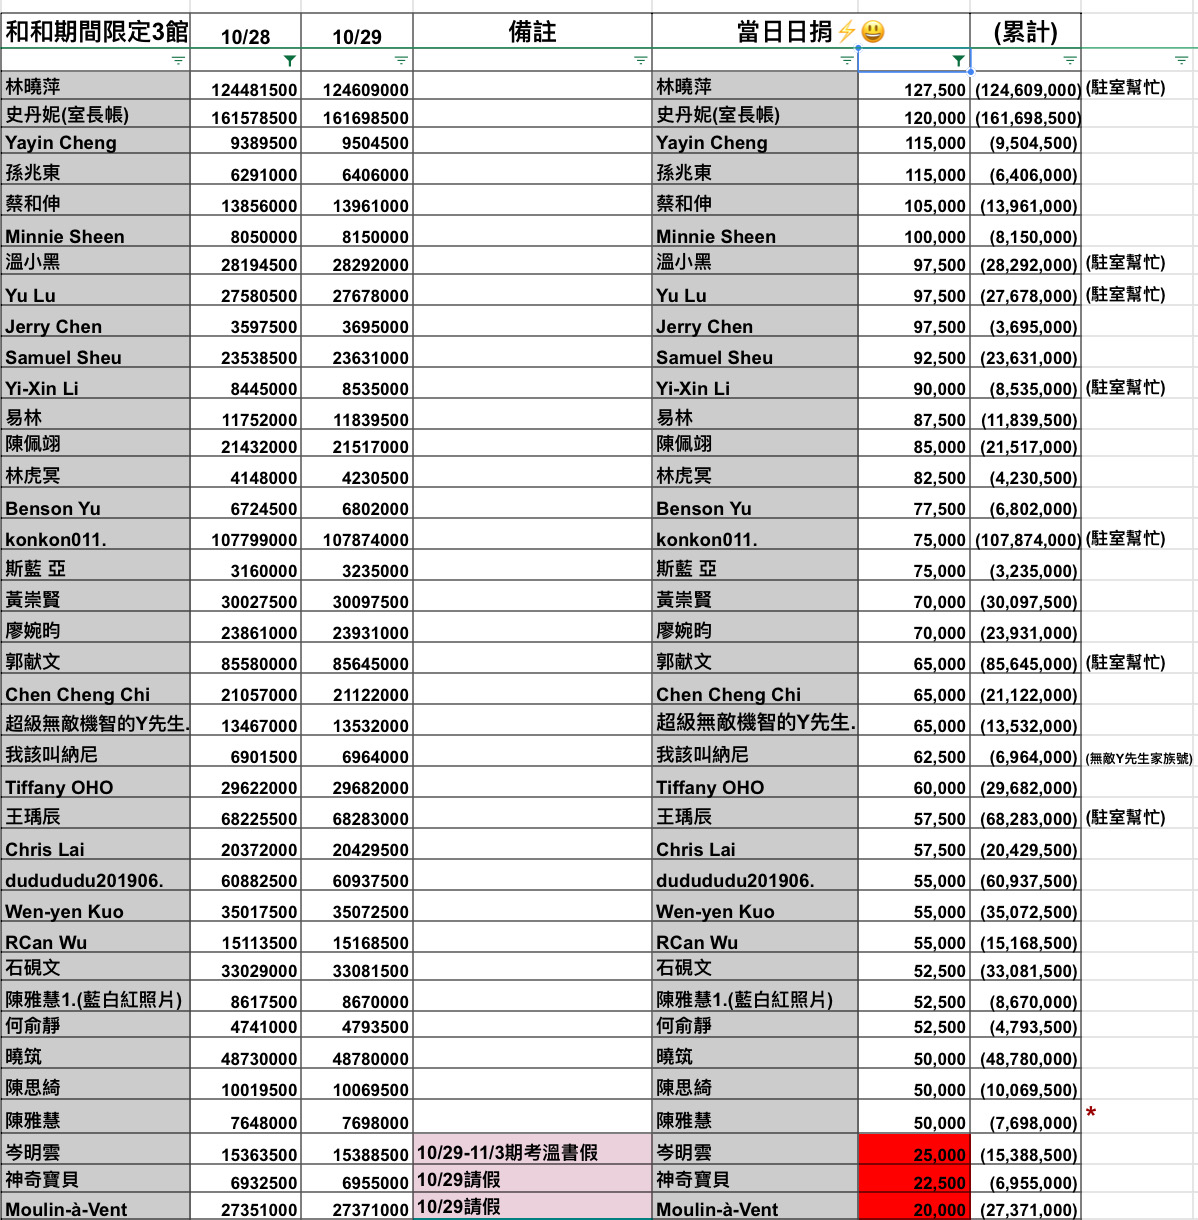 和和期間限定3館 10/28 10/29 備註 當日日捐⚡😃 (累計)
林曉萍 124481500 124609000 林曉萍 127,500 (124,609,000) (駐室幫忙)
史丹妮(室長帳) 161578500 161698500 史丹妮(室長帳) 120,000 (161,698,500)
Yayin Cheng 9389500 9504500 Yayin Cheng 115,000 (9,504,500)
孫兆東 6291000 6406000 孫兆東 115,000 (6,406,000)
蔡和伸 13856000 13961000 蔡和伸 105,000 (13,961,000)
Minnie Sheen 8050000 8150000 Minnie Sheen 100,000 (8,150,000)
溫小黑 28194500 28292000 溫小黑 97,500 (28,292,000) (駐室幫忙)
Yu Lu 27580500 27678000 Yu Lu 97,500 (27,678,000) (駐室幫忙)
Jerry Chen 3597500 3695000 Jerry Chen 97,500 (3,695,000)
Samuel Sheu 23538500 23631000 Samuel Sheu 92,500 (23,631,000)
Yi-Xin Li 8445000 8535000 Yi-Xin Li 90,000 (8,535,000) (駐室幫忙)
易林 11752000 11839500 易林 87,500 (11,839,500)
陳佩翊 21432000 21517000 陳佩翊 85,000 (21,517,000)
林虎冥 4148000 4230500 林虎冥 82,500 (4,230,500)
Benson Yu 6724500 6802000 Benson Yu 77,500 (6,802,000)
konkon011. 107799000 107874000 konkon011. 75,000 (107,874,000) (駐室幫忙)
斯藍 亞 3160000 3235000 斯藍 亞 75,000 (3,235,000)
黃崇賢 30027500 30097500 黃崇賢 70,000 (30,097,500)
廖婉昀 23861000 23931000 廖婉昀 70,000 (23,931,000)
郭献文 85580000 85645000 郭献文 65,000 (85,645,000) (駐室幫忙)
Chen Cheng Chi 21057000 21122000 Chen Cheng Chi 65,000 (21,122,000)
超級無敵機智的Y先生. 13467000 13532000 超級無敵機智的Y先生. 65,000 (13,532,000)
我該叫納尼 6901500 6964000 我該叫納尼 62,500 (6,964,000) (無敵Y先生家族號)
Tiffany OHO 29622000 29682000 Tiffany OHO 60,000 (29,682,000)
王瑀辰 68225500 68283000 王瑀辰 57,500 (68,283,000) (駐室幫忙)
Chris Lai 20372000 20429500 Chris Lai 57,500 (20,429,500)
dudududu201906. 60882500 60937500 dudududu201906. 55,000 (60,937,500)
Wen-yen Kuo 35017500 35072500 Wen-yen Kuo 55,000 (35,072,500)
RCan Wu 15113500 15168500 RCan Wu 55,000 (15,168,500)
石硯文 33029000 33081500 石硯文 52,500 (33,081,500)
陳雅慧1.(藍白紅照片) 8617500 8670000 陳雅慧1.(藍白紅照片) 52,500 (8,670,000)
何俞靜 4741000 4793500 何俞靜 52,500 (4,793,500)
曉筑 48730000 48780000 曉筑 50,000 (48,780,000)
陳思綺 10019500 10069500 陳思綺 50,000 (10,069,500)
陳雅慧 7648000 7698000 陳雅慧 50,000 (7,698,000) *
岑明雲 15363500 15388500 10/29-11/3期考溫書假 岑明雲 25,000 (15,388,500)
神奇寶貝 6932500 6955000 10/29請假 神奇寶貝 22,500 (6,955,000)
Moulin-à-Vent 27351000 27371000 10/29請假 Moulin-à-Vent 20,000 (27,371,000)